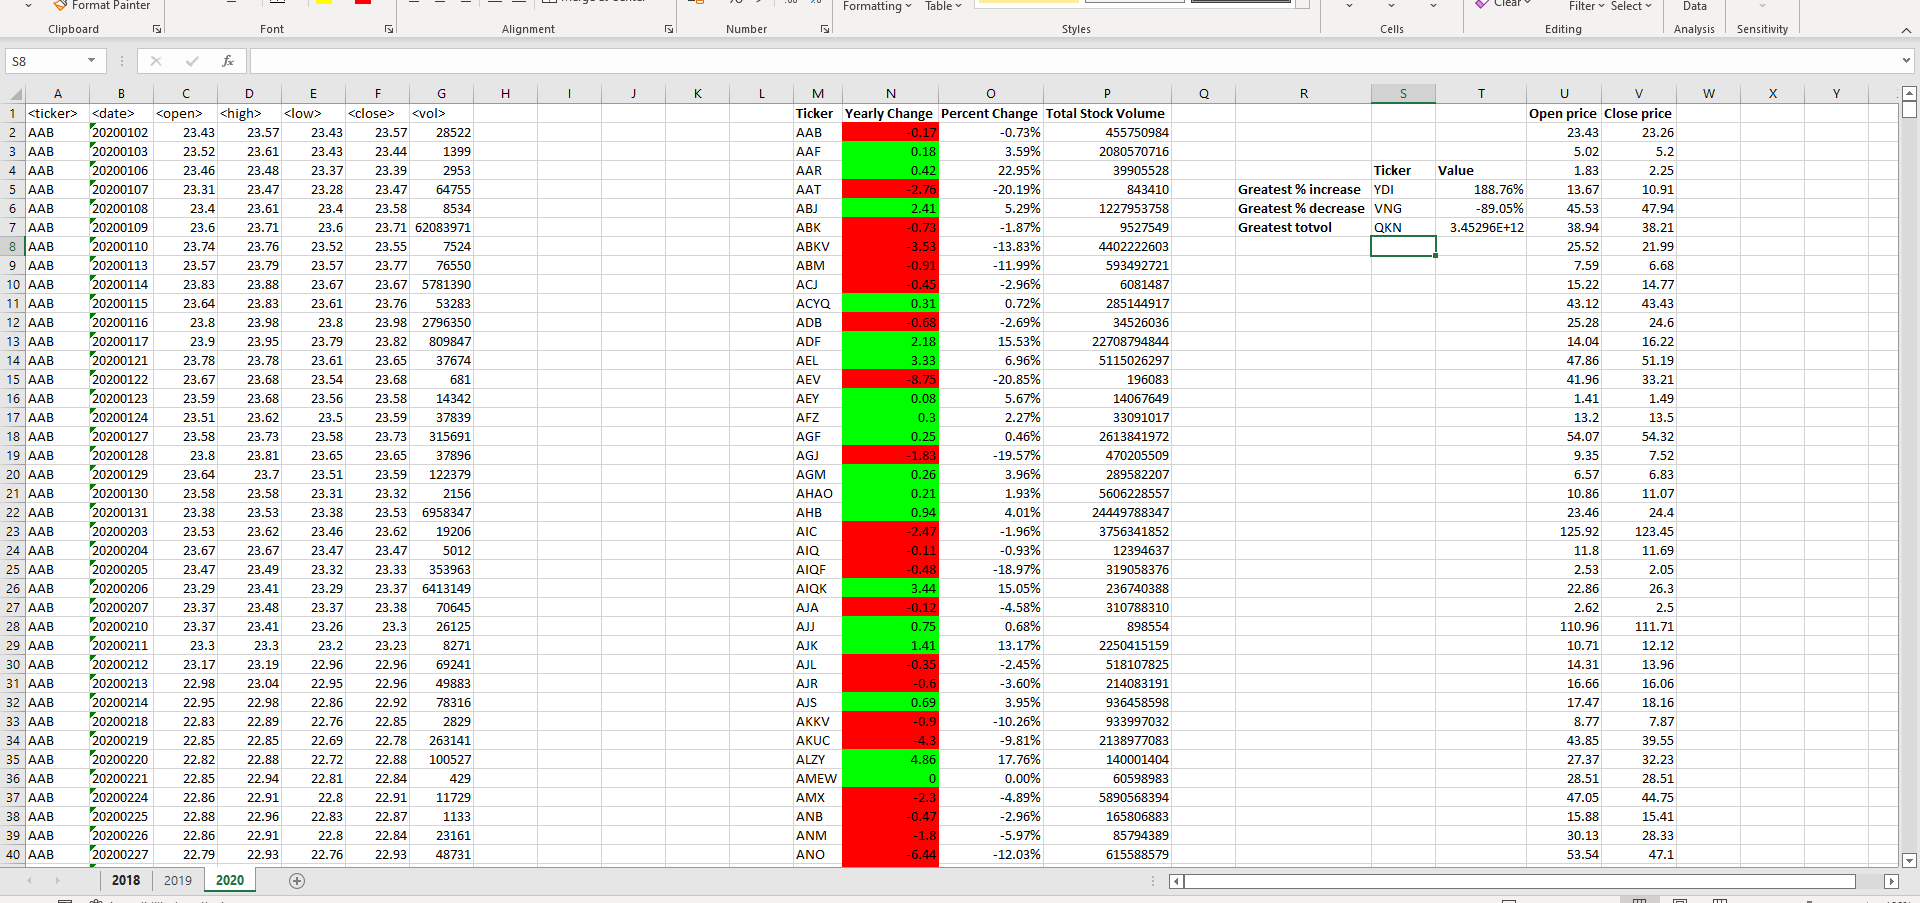 Format Painter Merge & Center Formatting Table Clear Filter Select Data
Clipboard Font Alignment Number Styles Cells Editing Analysis Sensitivity
S8 fx
A B C D E F G H I J K L M N O P Q R S T U V W X Y
1 <ticker> <date> <open> <high> <low> <close> <vol> Ticker Yearly Change Percent Change Total Stock Volume Open price Close price
2 AAB 20200102 23.43 23.57 23.43 23.57 28522 AAB -0.17 -0.73% 455750984 23.43 23.26
3 AAB 20200103 23.52 23.61 23.43 23.44 1399 AAF 0.18 3.59% 2080570716 5.02 5.2
4 AAB 20200106 23.46 23.48 23.37 23.39 2953 AAR 0.42 22.95% 39905528 Ticker Value 1.83 2.25
5 AAB 20200107 23.31 23.47 23.28 23.47 64755 AAT -2.76 -20.19% 843410 Greatest % increase YDI 188.76% 13.67 10.91
6 AAB 20200108 23.4 23.61 23.4 23.58 8534 ABJ 2.41 5.29% 1227953758 Greatest % decrease VNG -89.05% 45.53 47.94
7 AAB 20200109 23.6 23.71 23.6 23.71 62083971 ABK -0.73 -1.87% 9527549 Greatest totvol QKN 3.45296E+12 38.94 38.21
8 AAB 20200110 23.74 23.76 23.52 23.55 7524 ABKV -3.53 -13.83% 4402222603 25.52 21.99
9 AAB 20200113 23.57 23.79 23.57 23.77 76550 ABM -0.91 -11.99% 593492721 7.59 6.68
10 AAB 20200114 23.83 23.88 23.67 23.67 5781390 ACJ -0.45 -2.96% 6081487 15.22 14.77
11 AAB 20200115 23.64 23.83 23.61 23.76 53283 ACYQ 0.31 0.72% 285144917 43.12 43.43
12 AAB 20200116 23.8 23.98 23.8 23.98 2796350 ADB -0.68 -2.69% 34526036 25.28 24.6
13 AAB 20200117 23.9 23.95 23.79 23.82 809847 ADF 2.18 15.53% 22708794844 14.04 16.22
14 AAB 20200121 23.78 23.78 23.61 23.65 37674 AEL 3.33 6.96% 5115026297 47.86 51.19
15 AAB 20200122 23.67 23.68 23.54 23.68 681 AEV -8.75 -20.85% 196083 41.96 33.21
16 AAB 20200123 23.59 23.68 23.56 23.58 14342 AEY 0.08 5.67% 14067649 1.41 1.49
17 AAB 20200124 23.51 23.62 23.5 23.59 37839 AFZ 0.3 2.27% 33091017 13.2 13.5
18 AAB 20200127 23.58 23.73 23.58 23.73 315691 AGF 0.25 0.46% 2613841972 54.07 54.32
19 AAB 20200128 23.8 23.81 23.65 23.65 37896 AGJ -1.83 -19.57% 470205509 9.35 7.52
20 AAB 20200129 23.64 23.7 23.51 23.59 122379 AGM 0.26 3.96% 289582207 6.57 6.83
21 AAB 20200130 23.58 23.58 23.31 23.32 2156 AHAO 0.21 1.93% 5606228557 10.86 11.07
22 AAB 20200131 23.38 23.53 23.38 23.53 6958347 AHB 0.94 4.01% 24449788347 23.46 24.4
23 AAB 20200203 23.53 23.62 23.46 23.62 19206 AIC -2.47 -1.96% 3756341852 125.92 123.45
24 AAB 20200204 23.67 23.67 23.47 23.47 5012 AIQ -0.11 -0.93% 12394637 11.8 11.69
25 AAB 20200205 23.47 23.49 23.32 23.33 353963 AIQF -0.48 -18.97% 319058376 2.53 2.05
26 AAB 20200206 23.29 23.41 23.29 23.37 6413149 AIQK 3.44 15.05% 236740388 22.86 26.3
27 AAB 20200207 23.37 23.48 23.37 23.38 70645 AJA -0.12 -4.58% 310788310 2.62 2.5
28 AAB 20200210 23.37 23.41 23.26 23.3 26125 AJJ 0.75 0.68% 898554 110.96 111.71
29 AAB 20200211 23.3 23.3 23.2 23.23 8271 AJK 1.41 13.17% 2250415159 10.71 12.12
30 AAB 20200212 23.17 23.19 22.96 22.96 69241 AJL -0.35 -2.45% 518107825 14.31 13.96
31 AAB 20200213 22.98 23.04 22.95 22.96 49883 AJR -0.6 -3.60% 214083191 16.66 16.06
32 AAB 20200214 22.95 22.98 22.86 22.92 78316 AJS 0.69 3.95% 936458598 17.47 18.16
33 AAB 20200218 22.83 22.89 22.76 22.85 2829 AKKV -0.9 -10.26% 933997032 8.77 7.87
34 AAB 20200219 22.85 22.85 22.69 22.78 263141 AKUC -4.3 -9.81% 2138977083 43.85 39.55
35 AAB 20200220 22.82 22.88 22.72 22.88 100527 ALZY 4.86 17.76% 140001404 27.37 32.23
36 AAB 20200221 22.85 22.94 22.81 22.84 429 AMEW 0 0.00% 60598983 28.51 28.51
37 AAB 20200224 22.86 22.91 22.8 22.91 11729 AMX -2.3 -4.89% 5890568394 47.05 44.75
38 AAB 20200225 22.88 22.96 22.83 22.87 1133 ANB -0.47 -2.96% 165806883 15.88 15.41
39 AAB 20200226 22.86 22.91 22.8 22.84 23161 ANM -1.8 -5.97% 85794389 30.13 28.33
40 AAB 20200227 22.79 22.93 22.76 22.93 48731 ANO -6.44 -12.03% 615588579 53.54 47.1
2018 2019 2020